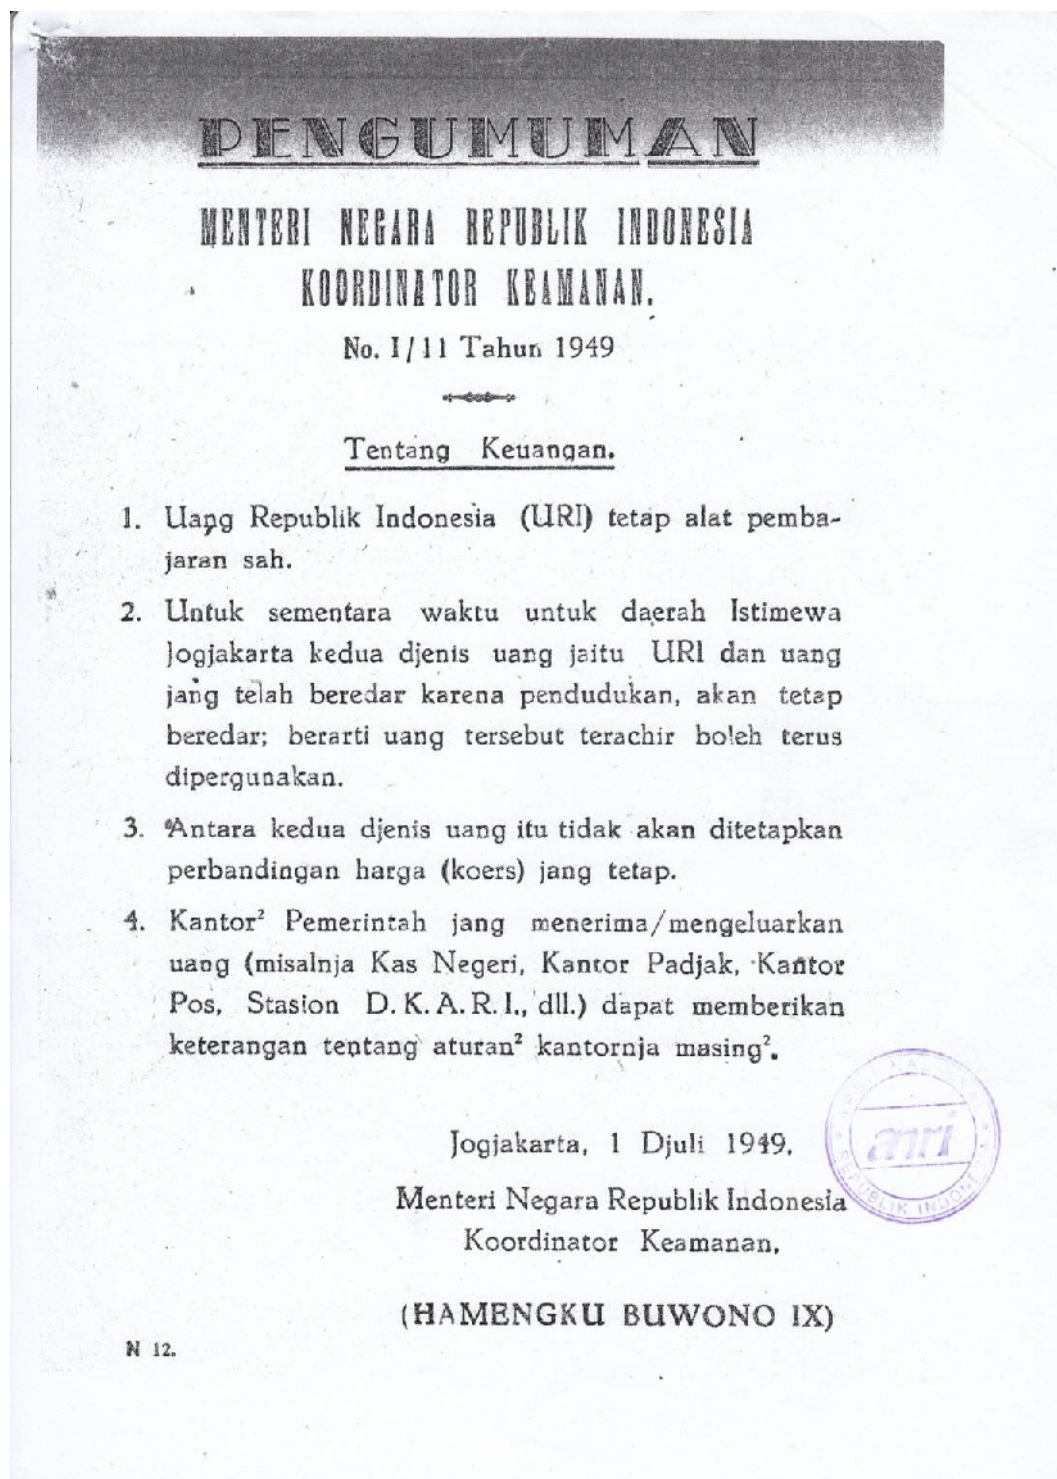 PENGUMUMAN
MENTERI NEGARA REPUBLIK INDONESIA
KOORDINATOR KEAMANAN.
No. I/11 Tahun 1949
Tentang Keuangan.
1. Uang Republik Indonesia (URI) tetap alat pemba-
jaran sah.
2. Untuk sementara waktu untuk daerah Istimewa
Jogjakarta kedua djenis uang jaitu URI dan uang
jang telah beredar karena pendudukan, akan tetap
beredar; berarti uang tersebut terachir boleh terus
dipergunakan.
3. Antara kedua djenis uang itu tidak akan ditetapkan
perbandingan harga (koers) jang tetap.
4. Kantor² Pemerintah jang menerima/mengeluarkan
uang (misalnja Kas Negeri, Kantor Padjak, Kantor
Pos, Stasion D. K. A. R. I., dll.) dapat memberikan
keterangan tentang aturan² kantornja masing².
Jogjakarta, 1 Djuli 1949.
anri
REPUBLIK INDONESIA
Menteri Negara Republik Indonesia
Koordinator Keamanan,
(HAMENGKU BUWONO IX)
N 12.